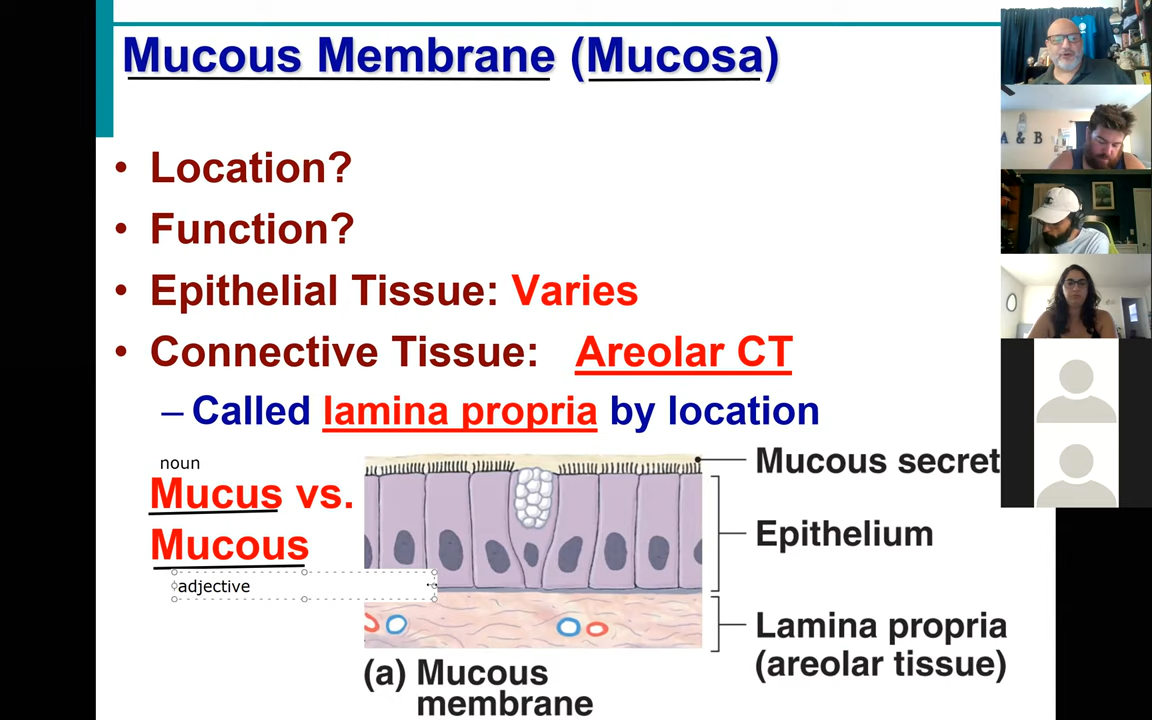 Mucous Membrane (Mucosa)
• Location?
• Function?
• Epithelial Tissue: Varies
• Connective Tissue: Areolar CT
– Called lamina propria by location
noun
Mucus vs.
Mucous
adjective
Mucous secret
Epithelium
Lamina propria
(areolar tissue)
(a) Mucous
membrane
A & B